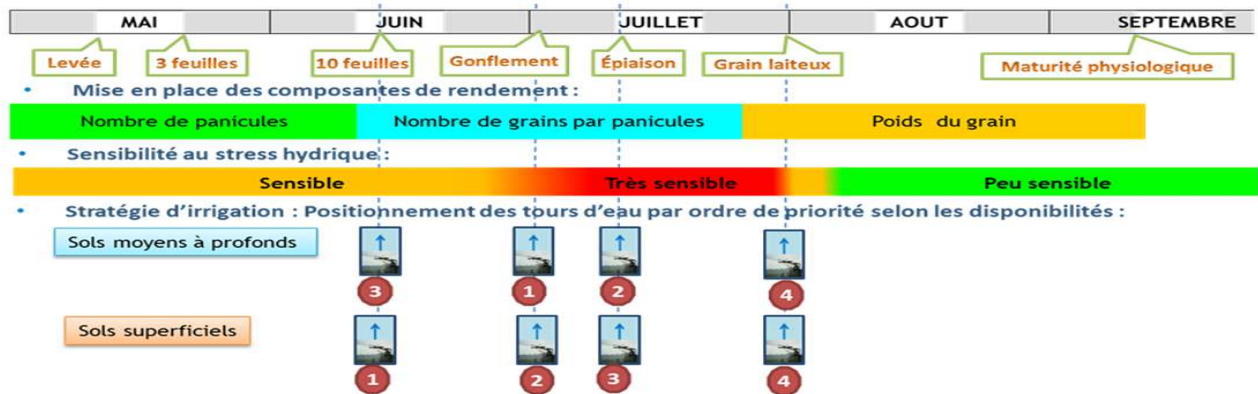 MAI JUIN JUILLET AOUT SEPTEMBRE
Levée 3 feuilles 10 feuilles Gonflement Épiaison Grain laiteux Maturité physiologique
• Mise en place des composantes de rendement :
Nombre de panicules Nombre de grains par panicules Poids du grain
• Sensibilité au stress hydrique :
Sensible Très sensible Peu sensible
• Stratégie d'irrigation : Positionnement des tours d'eau par ordre de priorité selon les disponibilités :
Sols moyens à profonds
3 1 2 4
Sols superficiels
1 2 3 4